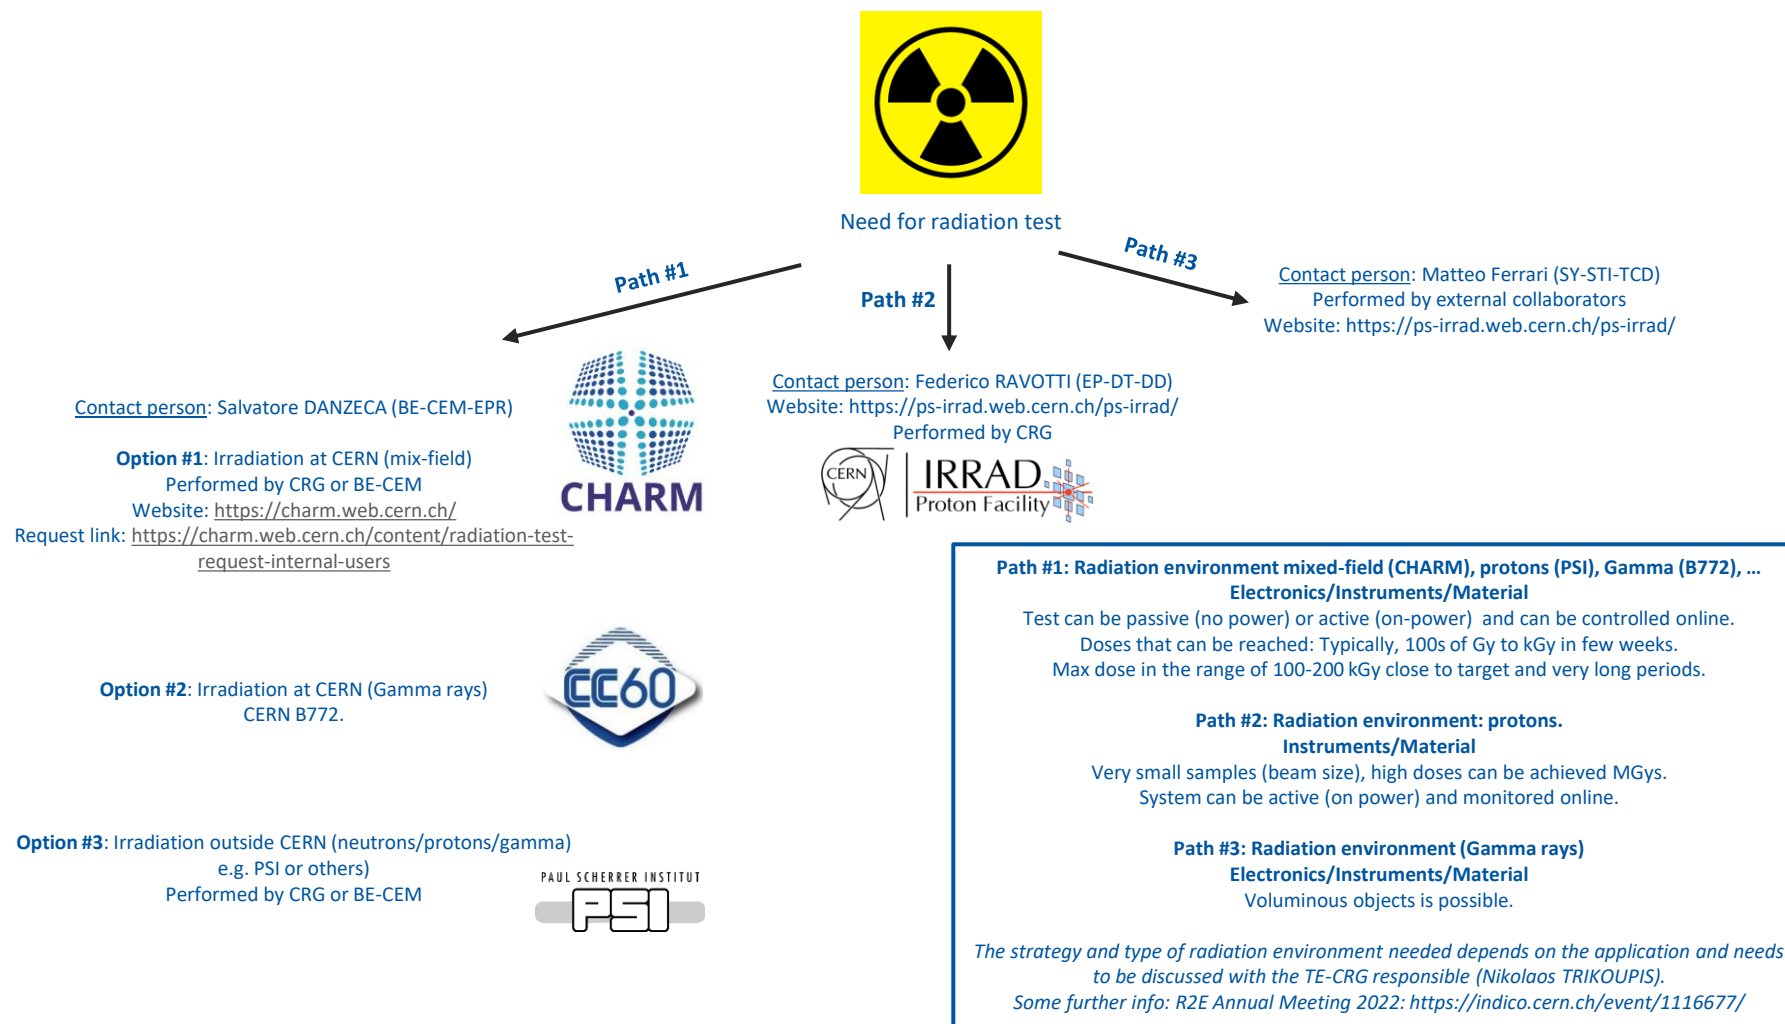 Need for radiation test
Path #1
Path #2
Path #3
Contact person: Matteo Ferrari (SY-STI-TCD)
Performed by external collaborators
Website: https://ps-irrad.web.cern.ch/ps-irrad/
Contact person: Federico RAVOTTI (EP-DT-DD)
Website: https://ps-irrad.web.cern.ch/ps-irrad/
Performed by CRG
CERN
IRRAD
Proton Facility
Contact person: Salvatore DANZECA (BE-CEM-EPR)
Option #1: Irradiation at CERN (mix-field)
Performed by CRG or BE-CEM
Website: https://charm.web.cern.ch/
Request link: https://charm.web.cern.ch/content/radiation-test-
request-internal-users
CHARM
Option #2: Irradiation at CERN (Gamma rays)
CERN B772.
CC60
Option #3: Irradiation outside CERN (neutrons/protons/gamma)
e.g. PSI or others)
Performed by CRG or BE-CEM
PAUL SCHERRER INSTITUT
PSI
Path #1: Radiation environment mixed-field (CHARM), protons (PSI), Gamma (B772), ...
Electronics/Instruments/Material
Test can be passive (no power) or active (on-power) and can be controlled online.
Doses that can be reached: Typically, 100s of Gy to kGy in few weeks.
Max dose in the range of 100-200 kGy close to target and very long periods.
Path #2: Radiation environment: protons.
Instruments/Material
Very small samples (beam size), high doses can be achieved MGys.
System can be active (on power) and monitored online.
Path #3: Radiation environment (Gamma rays)
Electronics/Instruments/Material
Voluminous objects is possible.
The strategy and type of radiation environment needed depends on the application and needs
to be discussed with the TE-CRG responsible (Nikolaos TRIKOUPIS).
Some further info: R2E Annual Meeting 2022: https://indico.cern.ch/event/1116677/